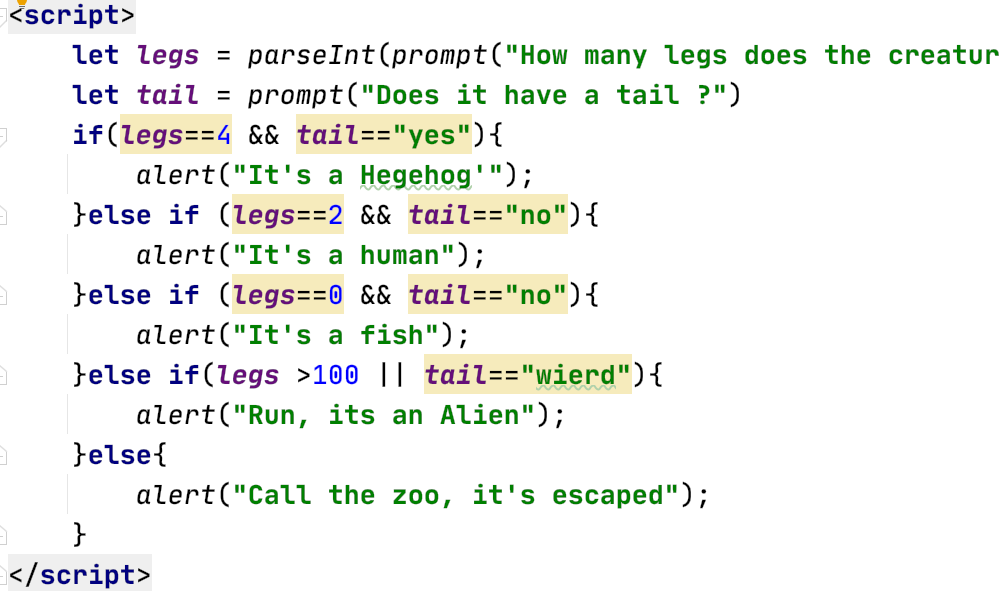 <script>
let legs = parseInt(prompt("How many legs does the creatur
let tail = prompt("Does it have a tail ?")
if(legs==4 && tail=="yes"){
alert("It's a Hegehog'");
}else if (legs==2 && tail=="no"){
alert("It's a human");
}else if (legs==0 && tail=="no"){
alert("It's a fish");
}else if(legs >100 || tail=="wierd"){
alert("Run, its an Alien");
}else{
alert("Call the zoo, it's escaped");
}
</script>